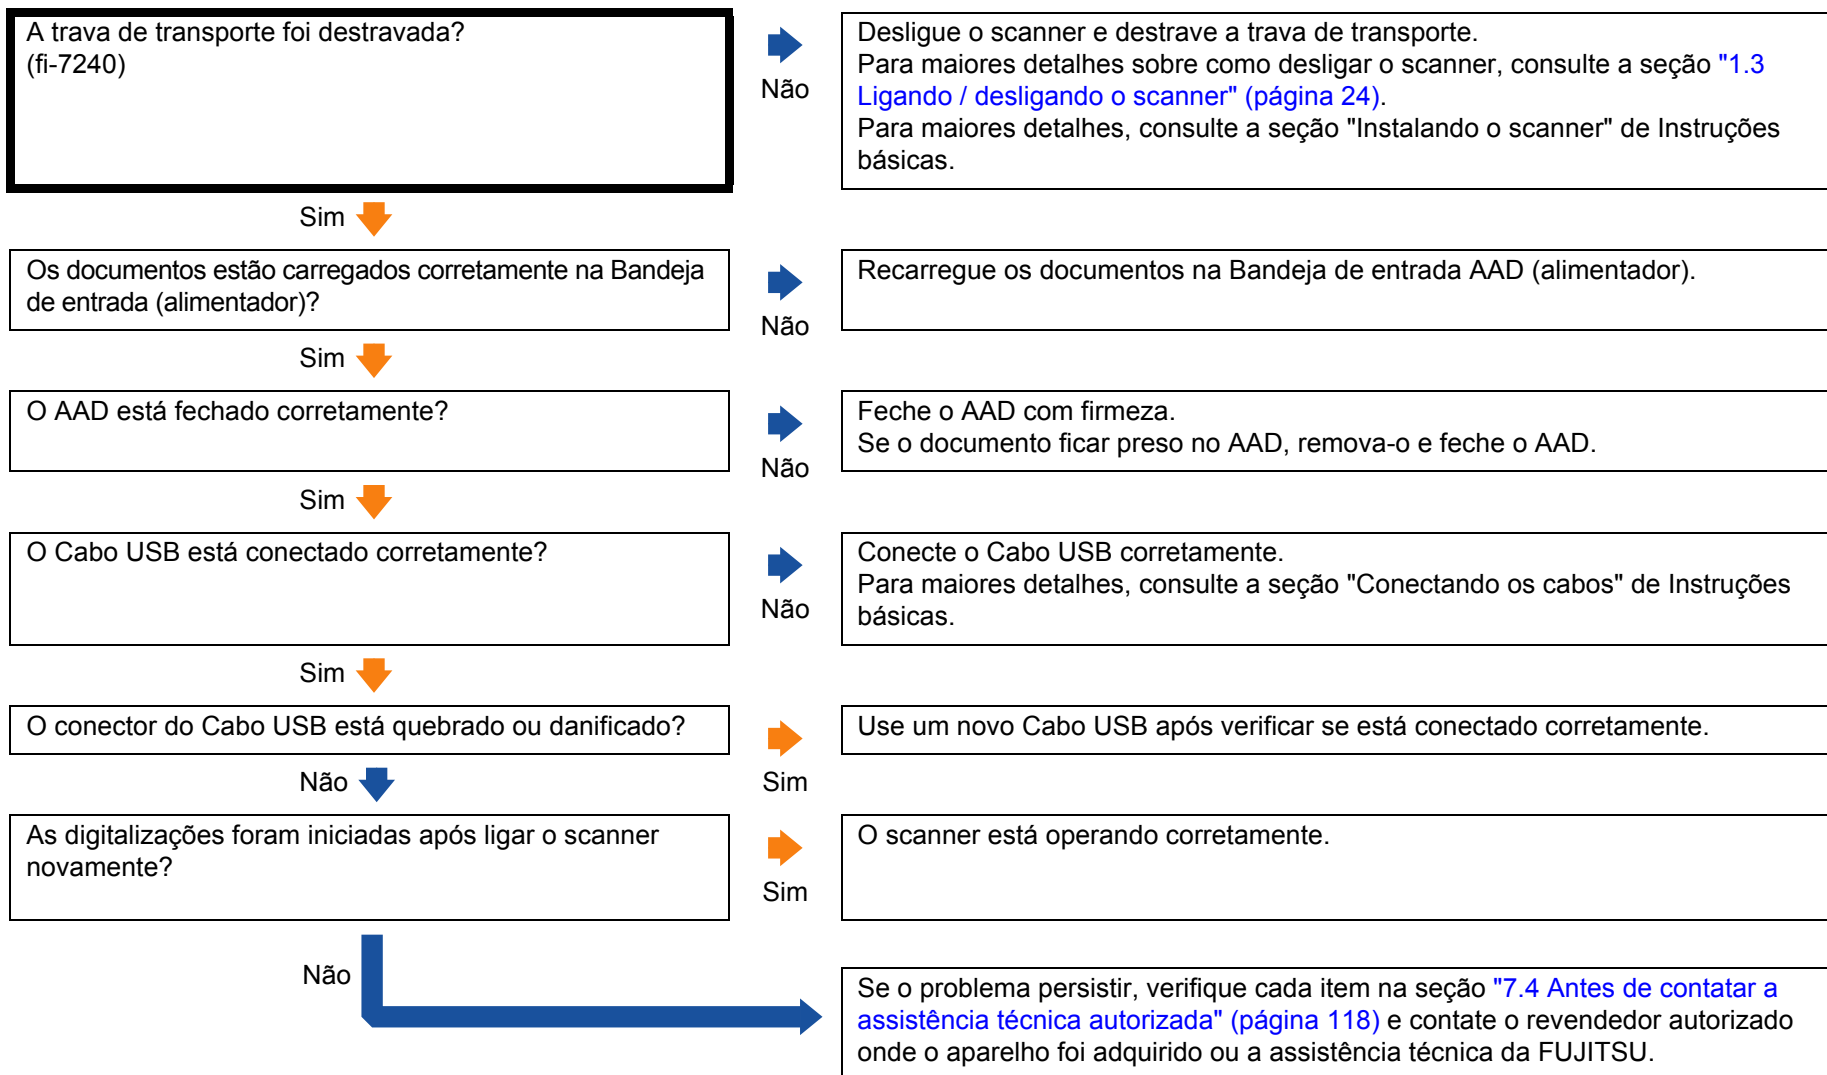 A trava de transporte foi destravada?
(fi-7240)
Não
Desligue o scanner e destrave a trava de transporte.
Para maiores detalhes sobre como desligar o scanner, consulte a seção "1.3
Ligando / desligando o scanner" (página 24).
Para maiores detalhes, consulte a seção "Instalando o scanner" de Instruções
básicas.
Sim
Os documentos estão carregados corretamente na Bandeja
de entrada (alimentador)?
Não
Recarregue os documentos na Bandeja de entrada AAD (alimentador).
Sim
O AAD está fechado corretamente?
Não
Feche o AAD com firmeza.
Se o documento ficar preso no AAD, remova-o e feche o AAD.
Sim
O Cabo USB está conectado corretamente?
Não
Conecte o Cabo USB corretamente.
Para maiores detalhes, consulte a seção "Conectando os cabos" de Instruções
básicas.
Sim
O conector do Cabo USB está quebrado ou danificado?
Sim
Use um novo Cabo USB após verificar se está conectado corretamente.
Não
As digitalizações foram iniciadas após ligar o scanner
novamente?
Sim
O scanner está operando corretamente.
Não
Se o problema persistir, verifique cada item na seção "7.4 Antes de contatar a
assistência técnica autorizada" (página 118) e contate o revendedor autorizado
onde o aparelho foi adquirido ou a assistência técnica da FUJITSU.